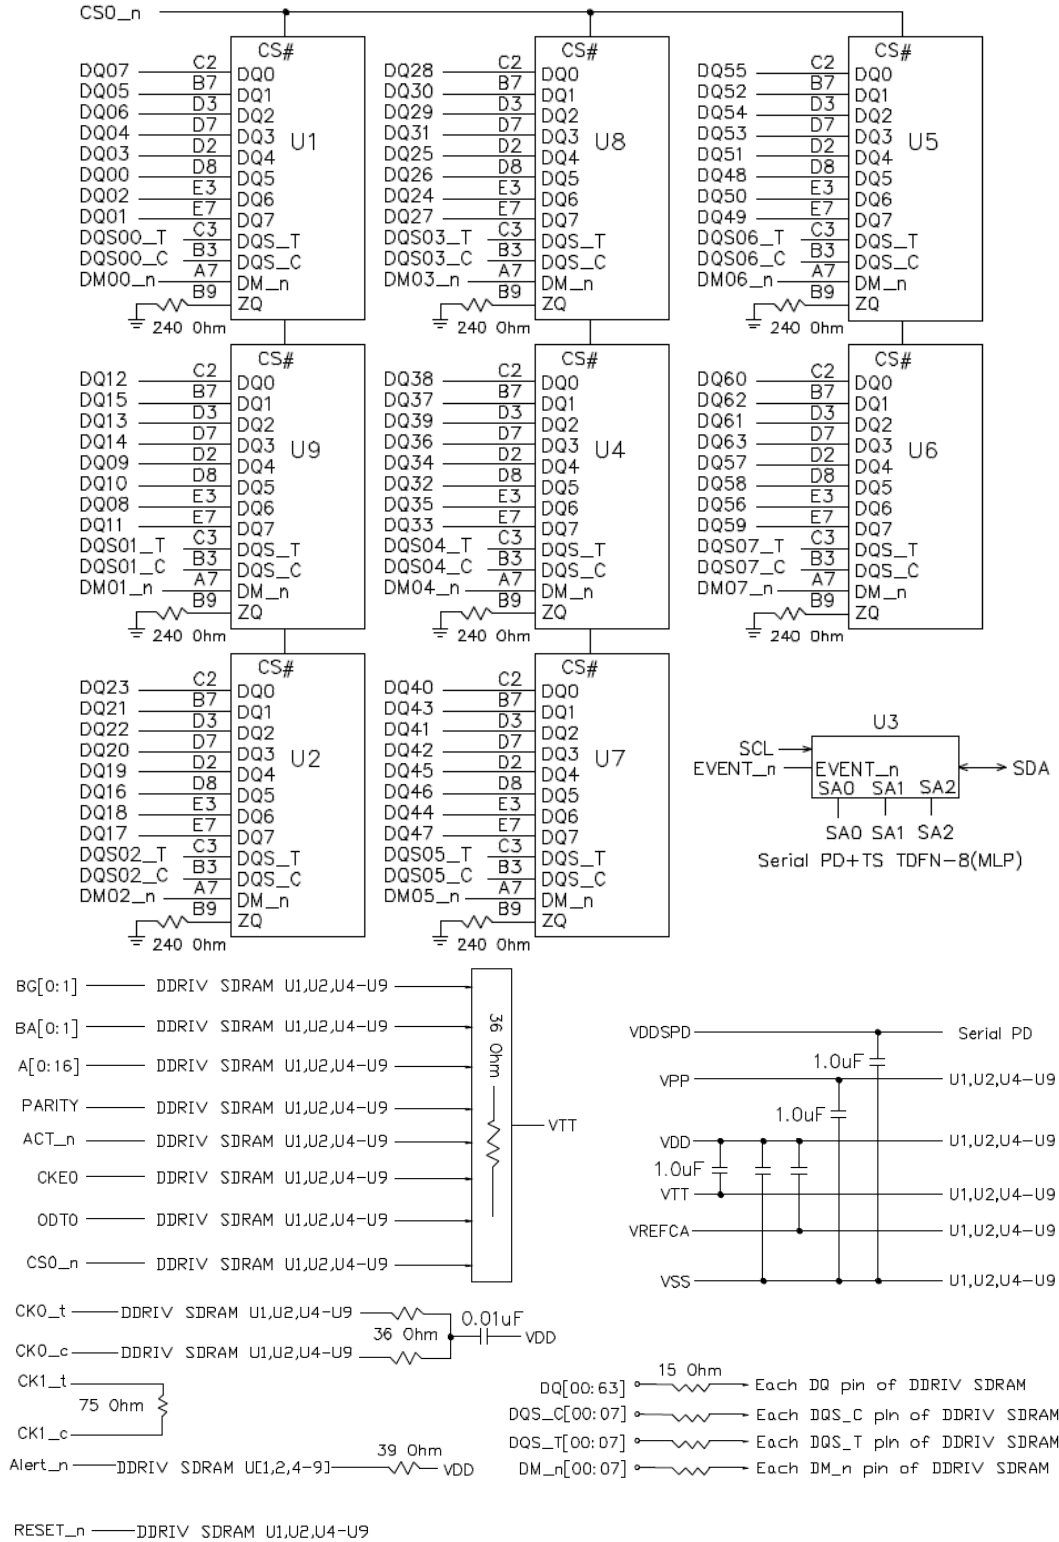 CS0_n
CS#
DQ07 C2 DQ0
DQ05 B7 DQ1
DQ06 D3 DQ2
DQ04 D7 DQ3
DQ03 D2 DQ4
DQ00 D8 DQ5
DQ02 E3 DQ6
DQ01 E7 DQ7
DQS00_T C3 DQS_T
DQS00_C B3 DQS_C
DM00_n A7 DM_n
B9 ZQ
240 Ohm
U1
CS#
DQ28 C2 DQ0
DQ30 B7 DQ1
DQ29 D3 DQ2
DQ31 D7 DQ3
DQ25 D2 DQ4
DQ26 D8 DQ5
DQ24 E3 DQ6
DQ27 E7 DQ7
DQS03_T C3 DQS_T
DQS03_C B3 DQS_C
DM03_n A7 DM_n
B9 ZQ
240 Ohm
U8
CS#
DQ55 C2 DQ0
DQ52 B7 DQ1
DQ54 D3 DQ2
DQ53 D7 DQ3
DQ51 D2 DQ4
DQ48 D8 DQ5
DQ50 E3 DQ6
DQ49 E7 DQ7
DQS06_T C3 DQS_T
DQS06_C B3 DQS_C
DM06_n A7 DM_n
B9 ZQ
240 Ohm
U5
CS#
DQ12 C2 DQ0
DQ15 B7 DQ1
DQ13 D3 DQ2
DQ14 D7 DQ3
DQ09 D2 DQ4
DQ10 D8 DQ5
DQ08 E3 DQ6
DQ11 E7 DQ7
DQS01_T C3 DQS_T
DQS01_C B3 DQS_C
DM01_n A7 DM_n
B9 ZQ
240 Ohm
U9
CS#
DQ38 C2 DQ0
DQ37 B7 DQ1
DQ39 D3 DQ2
DQ36 D7 DQ3
DQ34 D2 DQ4
DQ32 D8 DQ5
DQ35 E3 DQ6
DQ33 E7 DQ7
DQS04_T C3 DQS_T
DQS04_C B3 DQS_C
DM04_n A7 DM_n
B9 ZQ
240 Ohm
U4
CS#
DQ60 C2 DQ0
DQ62 B7 DQ1
DQ61 D3 DQ2
DQ63 D7 DQ3
DQ57 D2 DQ4
DQ58 D8 DQ5
DQ56 E3 DQ6
DQ59 E7 DQ7
DQS07_T C3 DQS_T
DQS07_C B3 DQS_C
DM07_n A7 DM_n
B9 ZQ
240 Ohm
U6
CS#
DQ23 C2 DQ0
DQ21 B7 DQ1
DQ22 D3 DQ2
DQ20 D7 DQ3
DQ19 D2 DQ4
DQ16 D8 DQ5
DQ18 E3 DQ6
DQ17 E7 DQ7
DQS02_T C3 DQS_T
DQS02_C B3 DQS_C
DM02_n A7 DM_n
B9 ZQ
240 Ohm
U2
CS#
DQ40 C2 DQ0
DQ43 B7 DQ1
DQ41 D3 DQ2
DQ42 D7 DQ3
DQ45 D2 DQ4
DQ46 D8 DQ5
DQ44 E3 DQ6
DQ47 E7 DQ7
DQS05_T C3 DQS_T
DQS05_C B3 DQS_C
DM05_n A7 DM_n
B9 ZQ
240 Ohm
U7
U3
SCL
EVENT_n EVENT_n SDA
SA0 SA1 SA2
SA0 SA1 SA2
Serial PD+TS TDFN-8(MLP)
BG[0:1] DDRIV SDRAM U1,U2,U4-U9
BA[0:1] DDRIV SDRAM U1,U2,U4-U9
A[0:16] DDRIV SDRAM U1,U2,U4-U9
PARITY DDRIV SDRAM U1,U2,U4-U9
ACT_n DDRIV SDRAM U1,U2,U4-U9
CKE0 DDRIV SDRAM U1,U2,U4-U9
ODT0 DDRIV SDRAM U1,U2,U4-U9
CS0_n DDRIV SDRAM U1,U2,U4-U9
36 Ohm
VTT
VDDSPD Serial PD
1.0uF
VPP U1,U2,U4-U9
1.0uF
VDD U1,U2,U4-U9
1.0uF
VTT U1,U2,U4-U9
VREFCA U1,U2,U4-U9
VSS U1,U2,U4-U9
CK0_t DDRIV SDRAM U1,U2,U4-U9
36 Ohm 0.01uF VDD
CK0_c DDRIV SDRAM U1,U2,U4-U9
CK1_t
75 Ohm
CK1_c
Alert_n DDRIV SDRAM U[1,2,4-9] 39 Ohm VDD
15 Ohm
DQ[00:63] Each DQ pin of DDRIV SDRAM
DQS_C[00:07] Each DQS_C pin of DDRIV SDRAM
DQS_T[00:07] Each DQS_T pin of DDRIV SDRAM
DM_n[00:07] Each DM_n pin of DDRIV SDRAM
RESET_n DDRIV SDRAM U1,U2,U4-U9